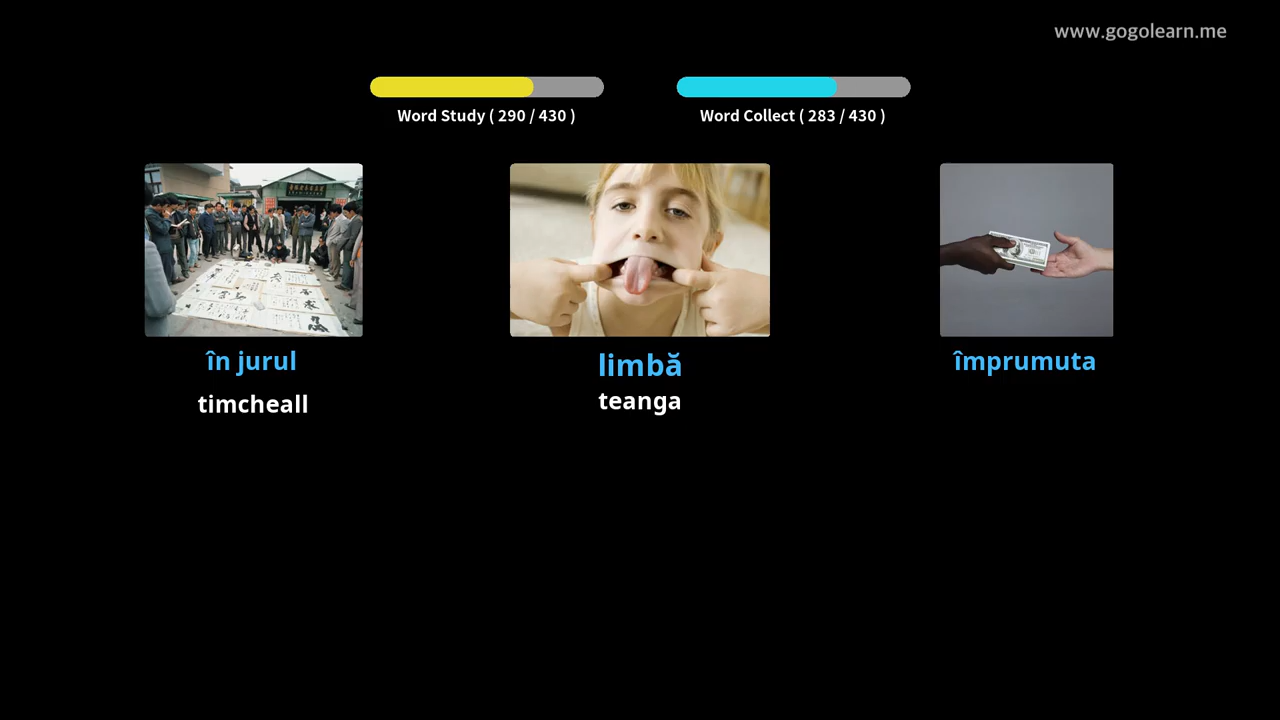 www.gogolearn.me
Word Study ( 290 / 430 )
Word Collect ( 283 / 430 )
în jurul
timcheall
limbă
teanga
împrumuta